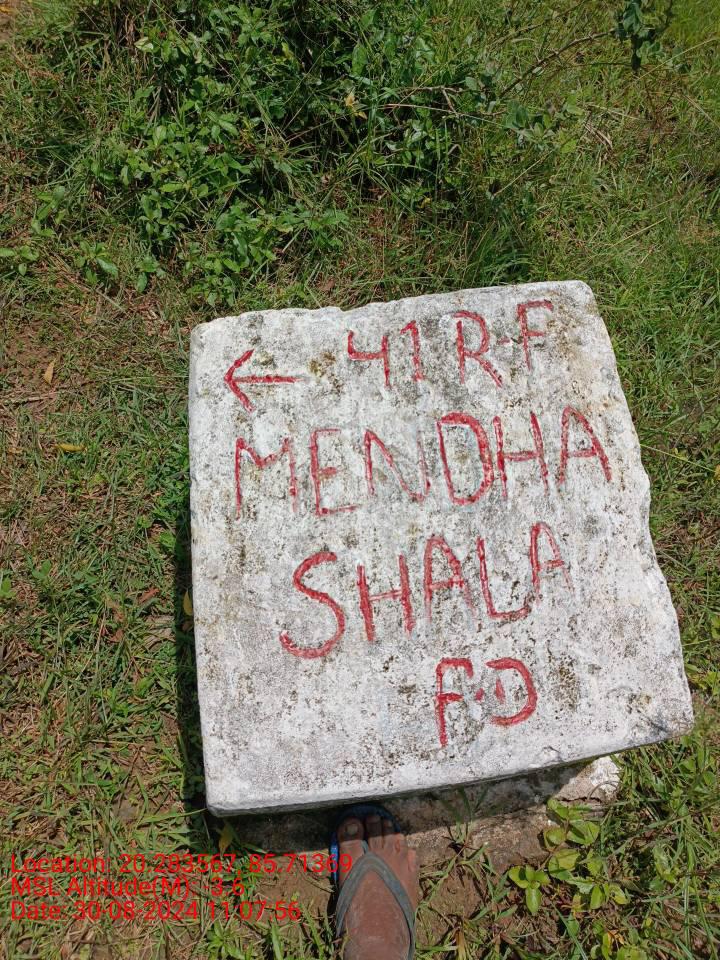 ← 41 R.F
MENDHA
SHALA
F.D
Location: 20.283567, 85.71369
MSL Altitude(M): -3.6
Date: 30-08-2024 11:07:56